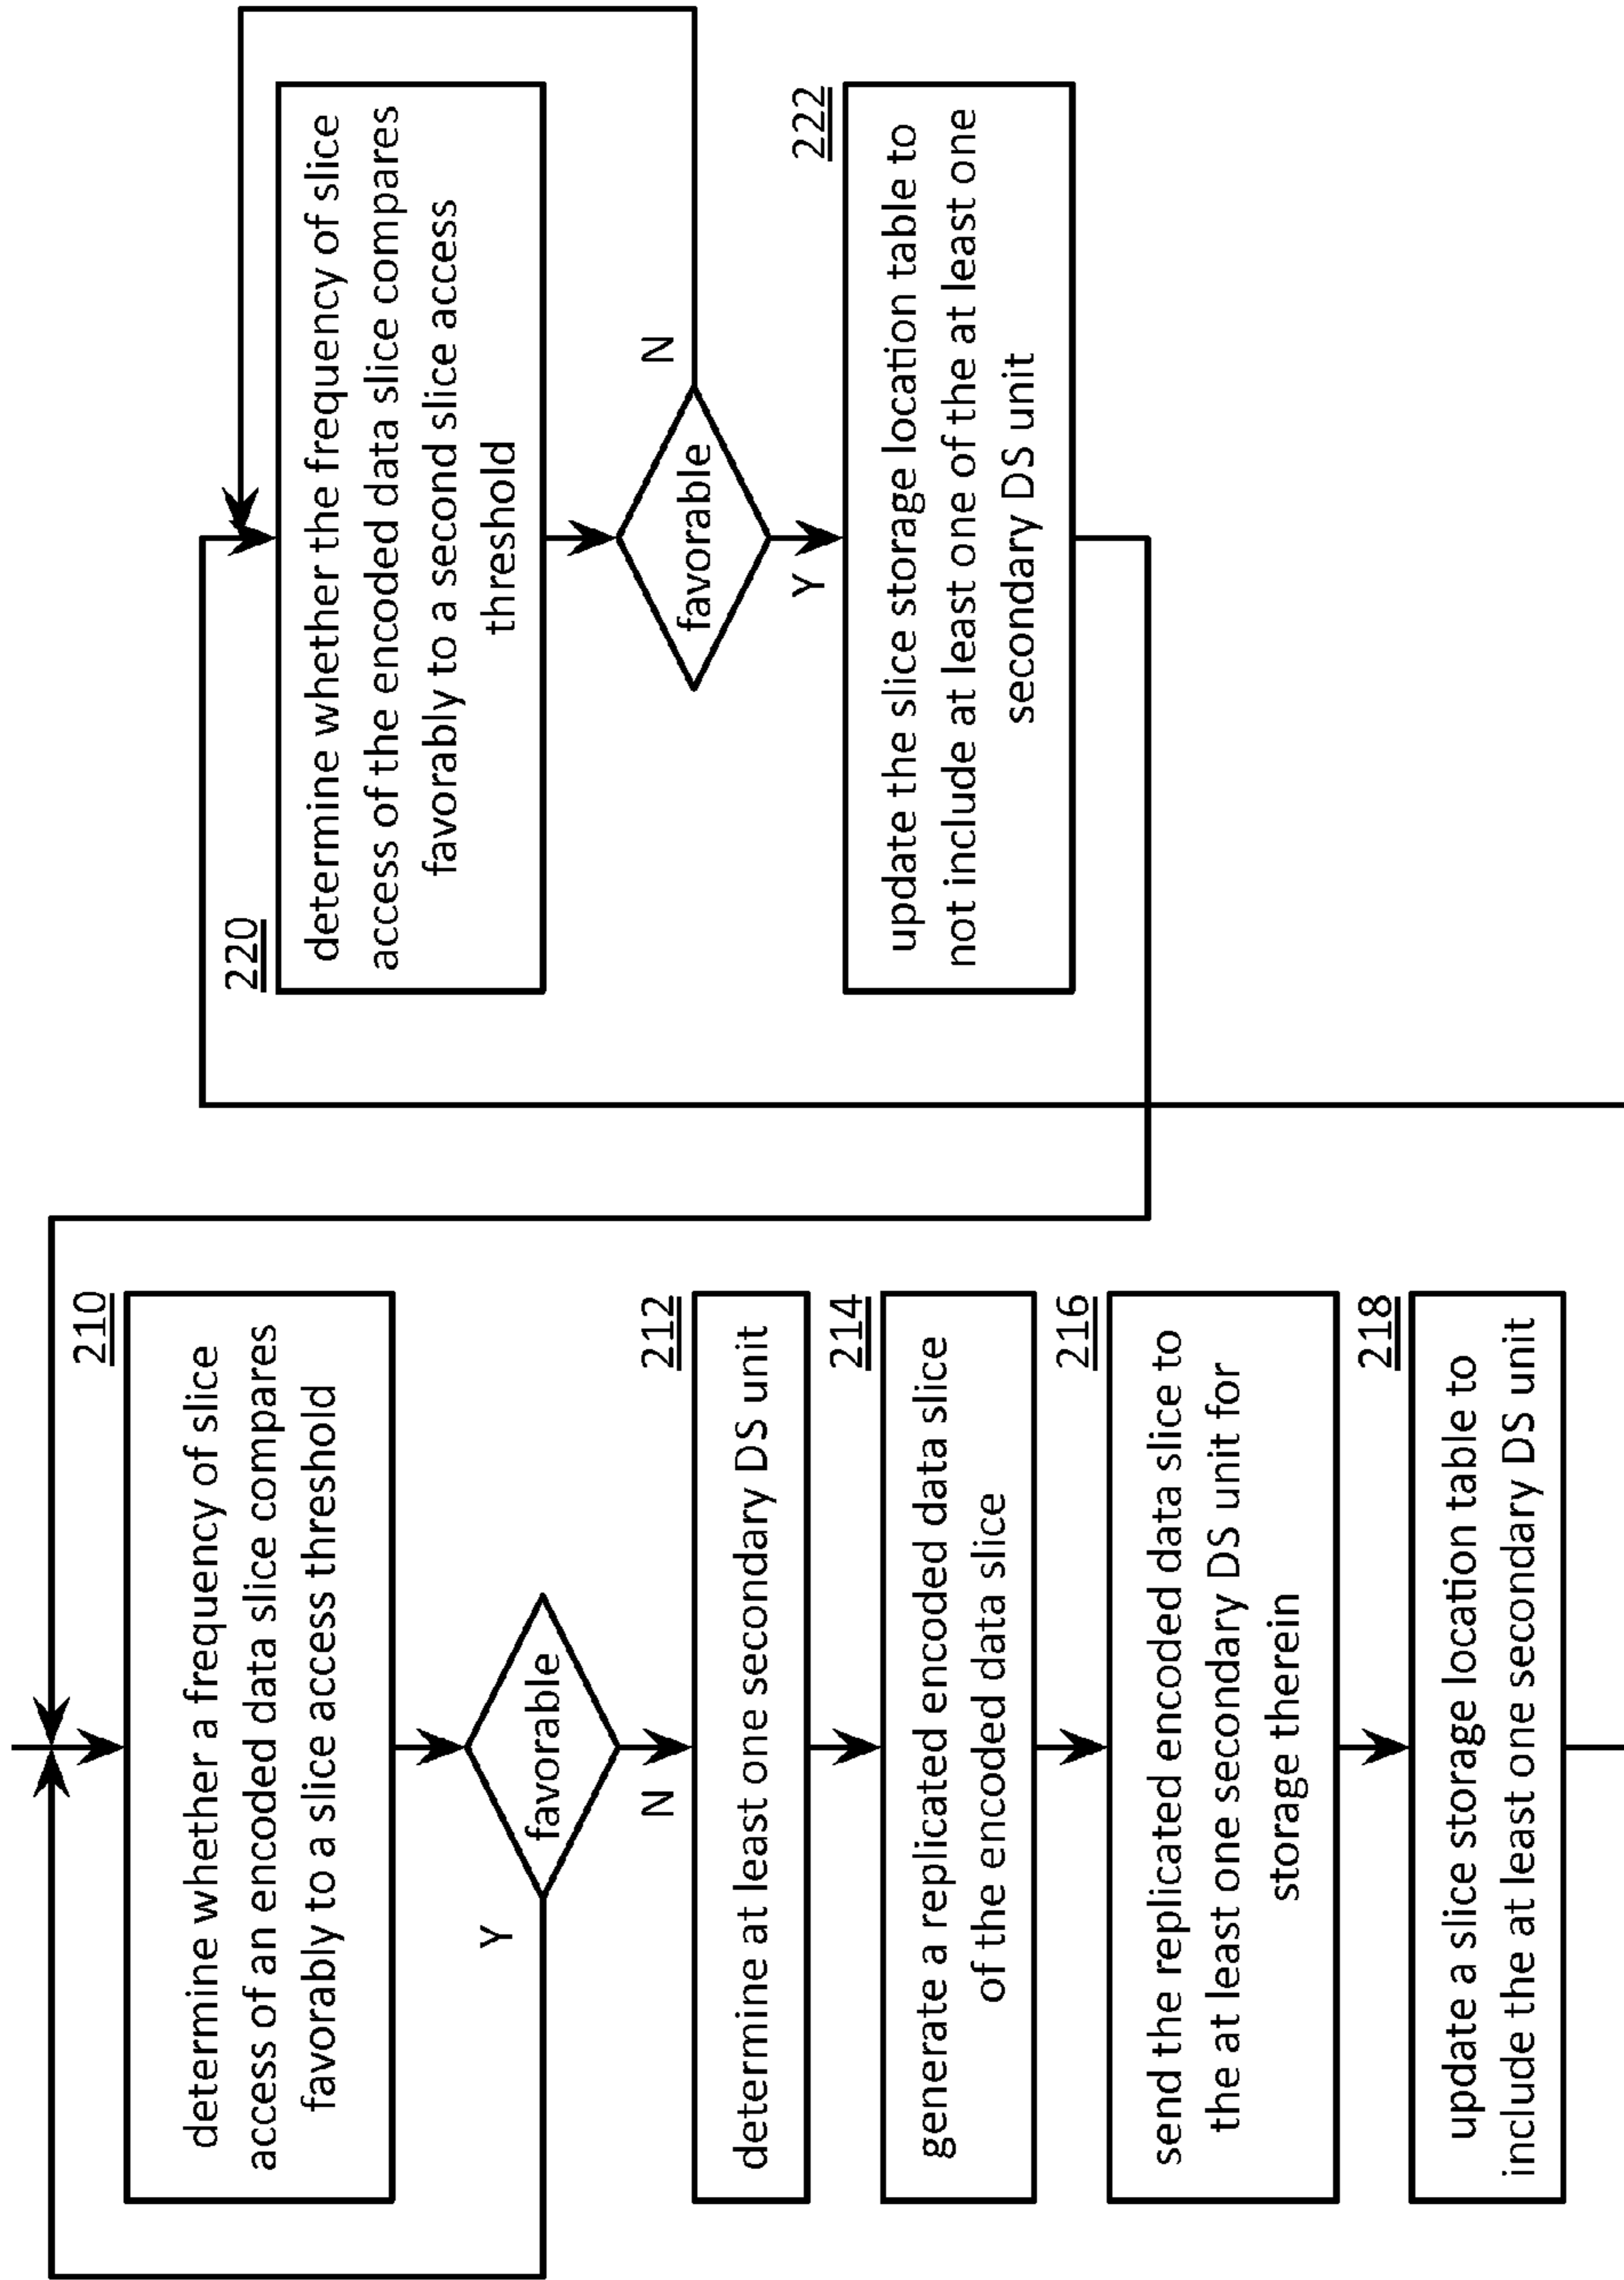 210
determine whether a frequency of slice
access of an encoded data slice compares
favorably to a slice access threshold
favorable
Y
N
212
determine at least one secondary DS unit
214
generate a replicated encoded data slice
of the encoded data slice
216
send the replicated encoded data slice to
the at least one secondary DS unit for
storage therein
218
update a slice storage location table to
include the at least one secondary DS unit
220
determine whether the frequency of slice
access of the encoded data slice compares
favorably to a second slice access
threshold
favorable
N
Y
222
update the slice storage location table to
not include at least one of the at least one
secondary DS unit